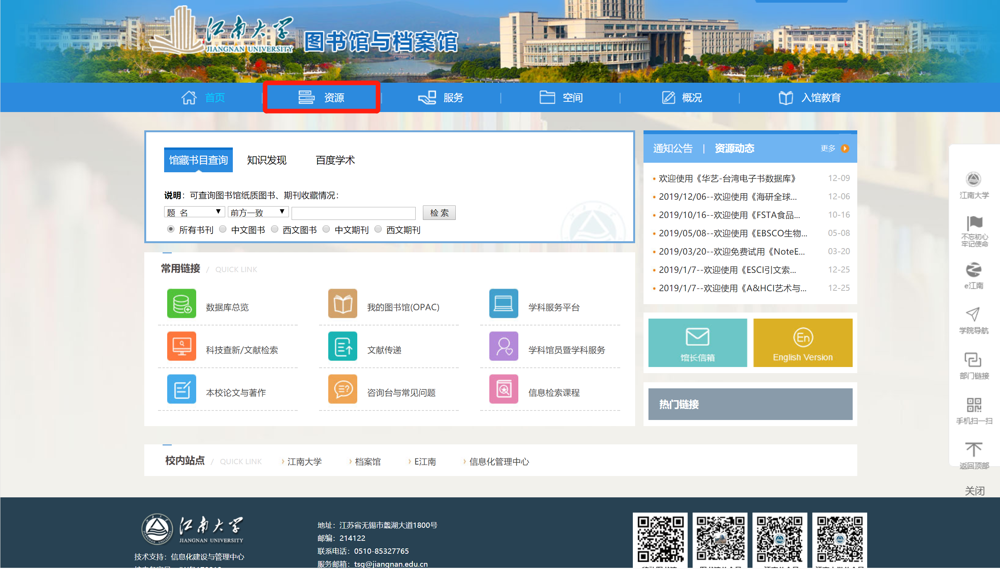 江南大学
JIANGNAN UNIVERSITY
图书馆与档案馆
首页
资源
服务
空间
概况
入馆教育
馆藏书目查询
知识发现
百度学术
说明：可查询图书馆纸质图书、期刊收藏情况：
题 名 前方一致 检 索
所有书刊 中文图书 西文图书 中文期刊 西文期刊
通知公告 | 资源动态 更多
欢迎使用《华艺-台湾电子书数据库》 12-09
2019/12/06--欢迎使用《海研全球... 12-06
2019/10/16--欢迎使用《FSTA食品... 10-16
2019/05/08--欢迎使用《EBSCO生物... 05-08
2019/03/20--欢迎免费试用《NoteE... 03-20
2019/1/7--欢迎使用《ESCI引文索... 12-25
2019/1/7--欢迎使用《A&HCI艺术与... 12-25
常用链接 / QUICK LINK
数据库总览
我的图书馆(OPAC)
学科服务平台
科技查新/文献检索
文献传递
学科馆员暨学科服务
本校论文与著作
咨询台与常见问题
信息检索课程
馆长信箱
En
English Version
热门链接
江南大学
不忘初心
牢记使命
e江南
学院导航
部门链接
手机扫一扫
返回顶部
关闭
校内站点 / QUICK LINK
江南大学
档案馆
E江南
信息化管理中心
江南大学
JIANGNAN UNIVERSITY
技术支持：信息化建设与管理中心
地址：江苏省无锡市蠡湖大道1800号
邮编：214122
联系电话：0510-85327765
服务邮箱：tsg@jiangnan.edu.cn